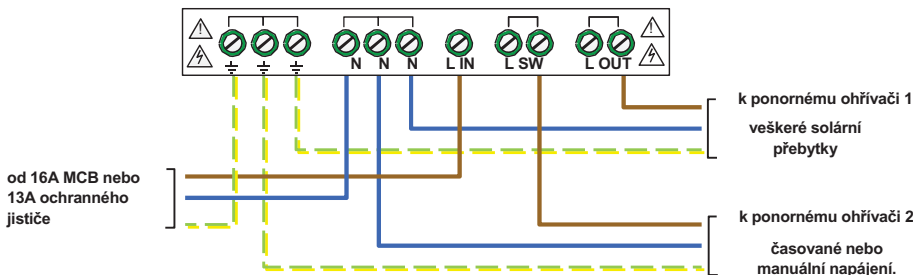 N N N L IN L SW L OUT
k ponornému ohřívači 1
veškeré solární
přebytky
od 16A MCB nebo
13A ochranného
jističe
k ponornému ohřívači 2
časované nebo
manuální napájení.